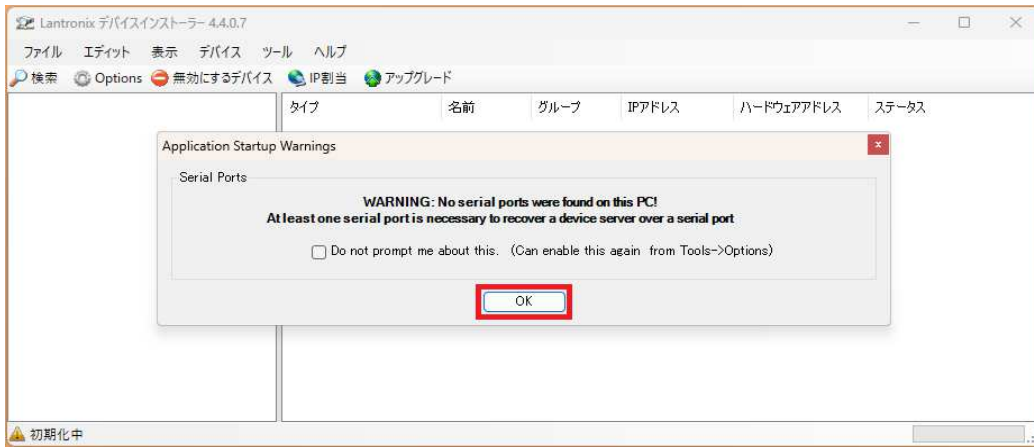 Lantronix デバイスインストーラー 4.4.0.7
ファイル エディット 表示 デバイス ツール ヘルプ
検索 Options 無効にするデバイス IP割当 アップグレード
タイプ 名前 グループ IPアドレス ハードウェアアドレス ステータス
Application Startup Warnings
Serial Ports
WARNING: No serial ports were found on this PC!
At least one serial port is necessary to recover a device server over a serial port
Do not prompt me about this. (Can enable this again from Tools->Options)
OK
初期化中